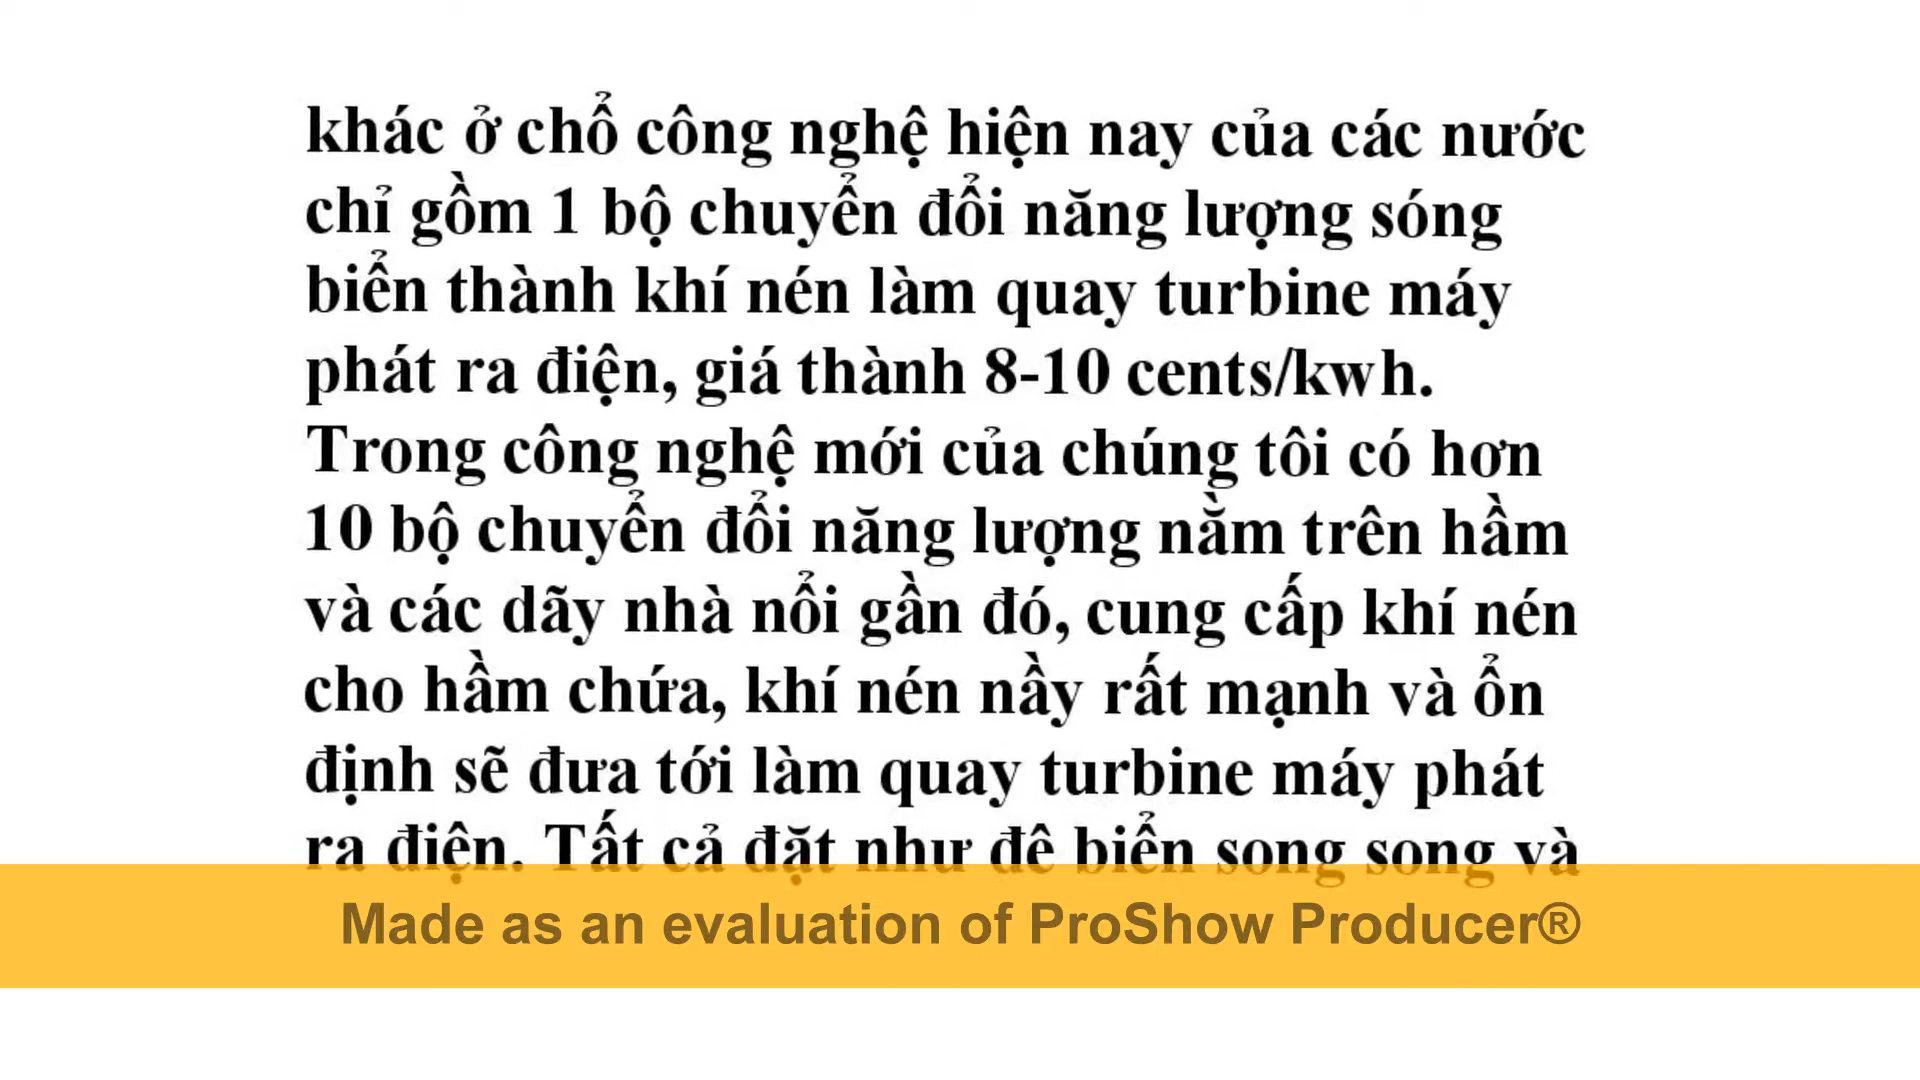 khác ở chổ công nghệ hiện nay của các nước
chỉ gồm 1 bộ chuyển đổi năng lượng sóng
biển thành khí nén làm quay turbine máy
phát ra điện, giá thành 8-10 cents/kwh.
Trong công nghệ mới của chúng tôi có hơn
10 bộ chuyển đổi năng lượng nằm trên hầm
và các dãy nhà nổi gần đó, cung cấp khí nén
cho hầm chứa, khí nén nầy rất mạnh và ổn
định sẽ đưa tới làm quay turbine máy phát
ra điện. Tất cả đặt như đê biển song song và
Made as an evaluation of ProShow Producer®